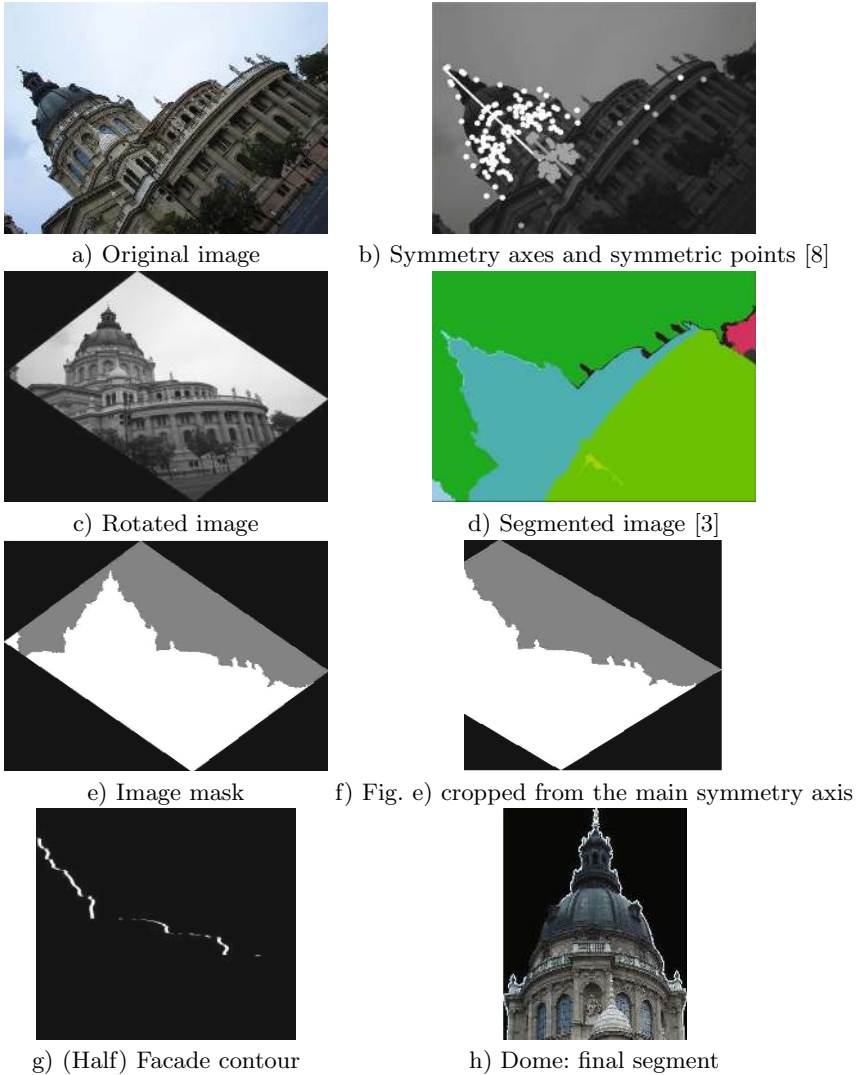 a) Original image
b) Symmetry axes and symmetric points [8]
c) Rotated image
d) Segmented image [3]
e) Image mask
f) Fig. e) cropped from the main symmetry axis
g) (Half) Facade contour
h) Dome: final segment